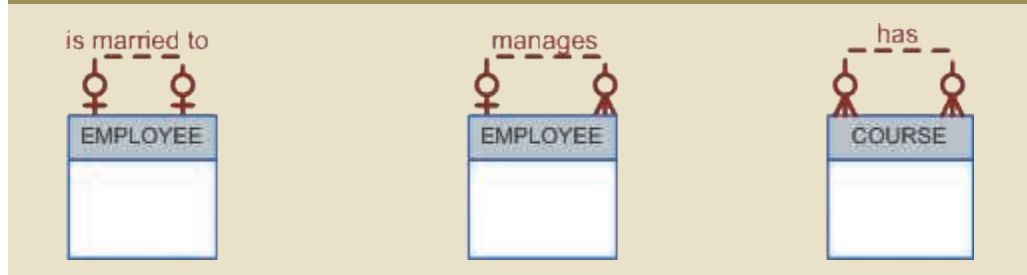 is married to
manages
has
EMPLOYEE
EMPLOYEE
COURSE